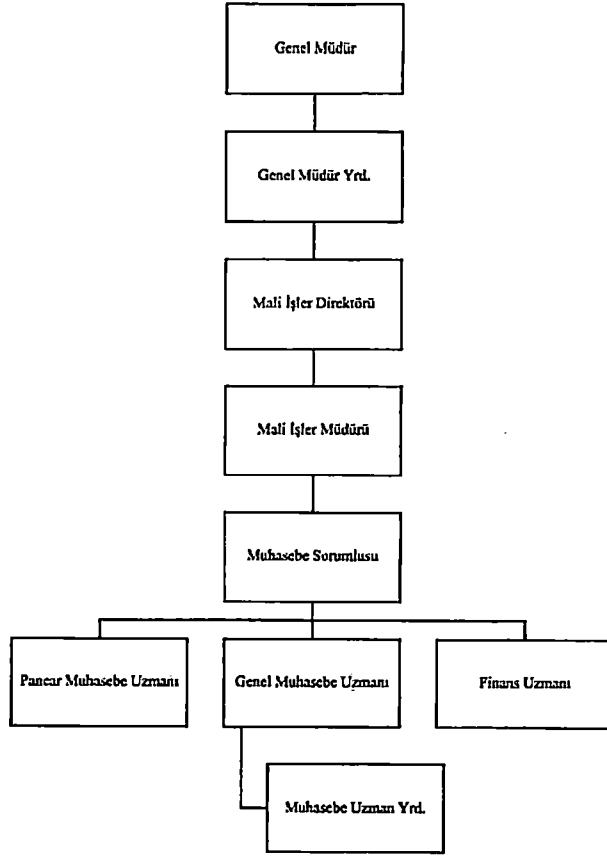 Genel Müdür
Genel Müdür Yrd.
Mali İşler Direktörü
Mali İşler Müdürü
Muhasebe Sorumlusu
Pancar Muhasebe Uzmanı
Genel Muhasebe Uzmanı
Finans Uzmanı
Muhasebe Uzman Yrd.